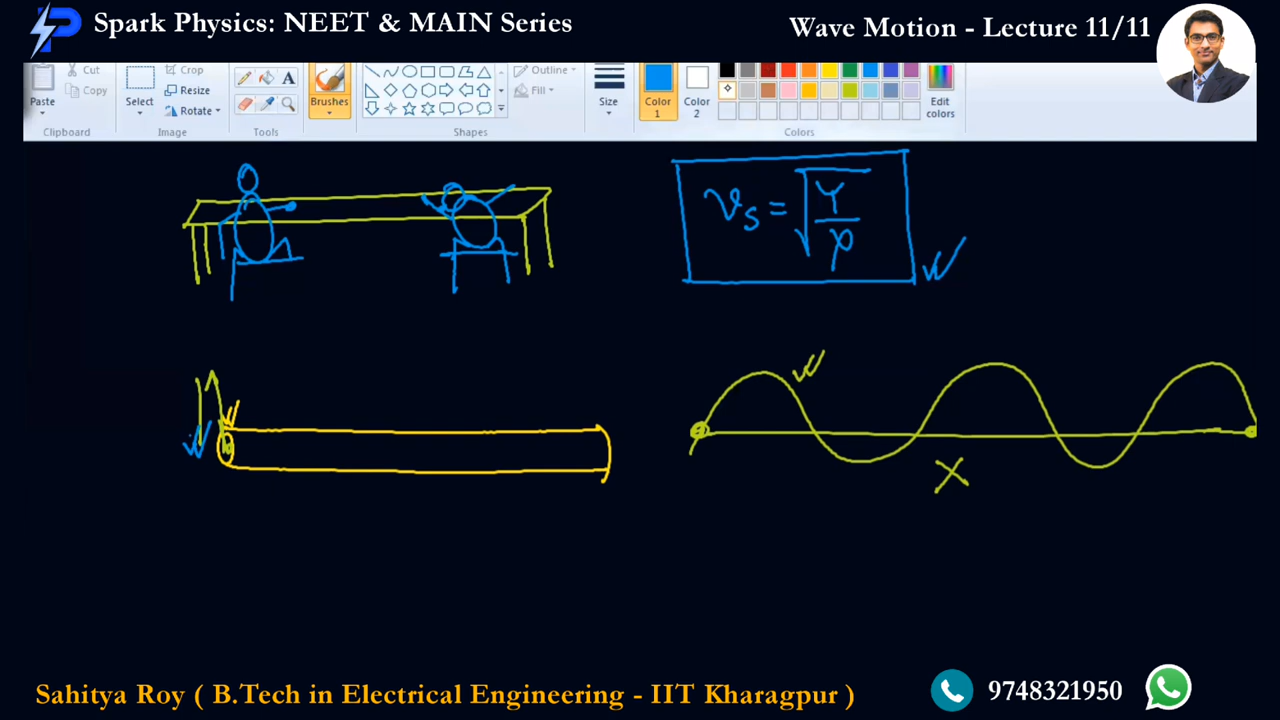 Spark Physics: NEET & MAIN Series
Wave Motion - Lecture 11/11
Paste
Cut
Copy
Clipboard
Select
Crop
Resize
Rotate
Image
A
Tools
Brushes
Outline
Fill
Shapes
Size
Color 1
Color 2
Edit colors
Colors
v_s = √(Y/ρ)
X
Sahitya Roy ( B.Tech in Electrical Engineering - IIT Kharagpur )
9748321950